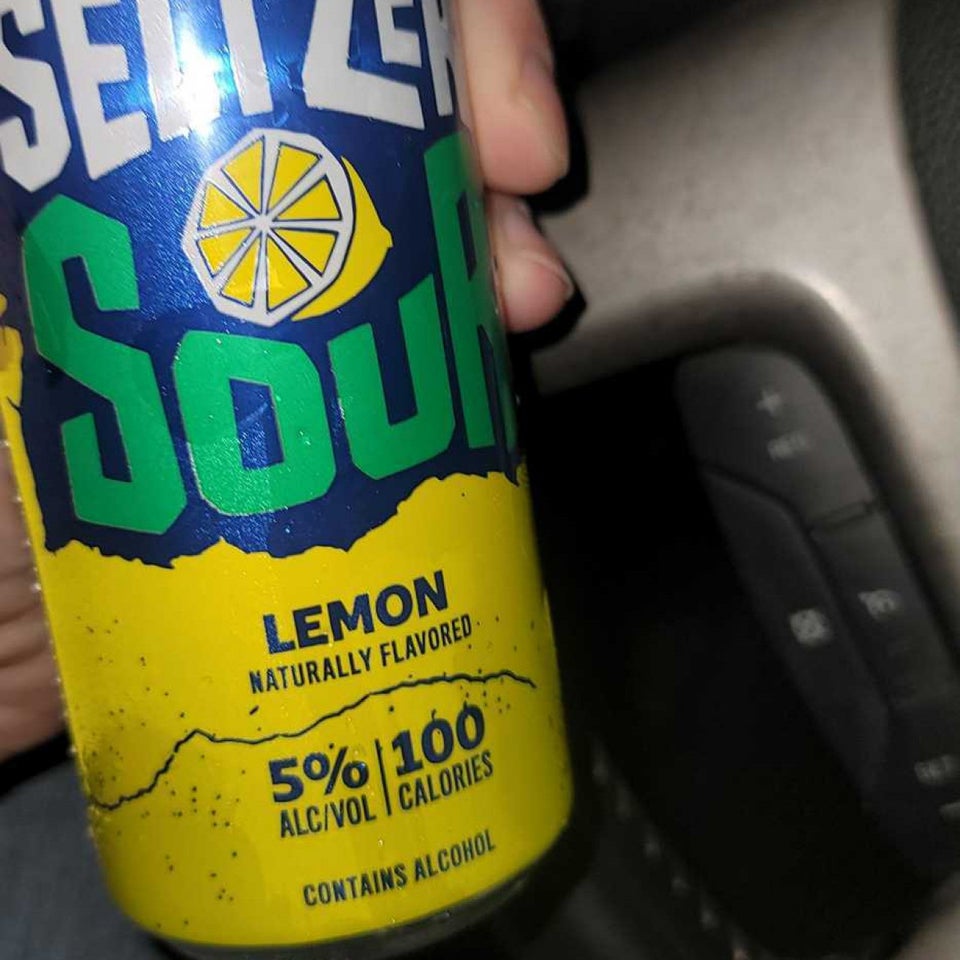 SELTZER
SOUR
LEMON
NATURALLY FLAVORED
5% | 100
ALC/VOL | CALORIES
CONTAINS ALCOHOL
+